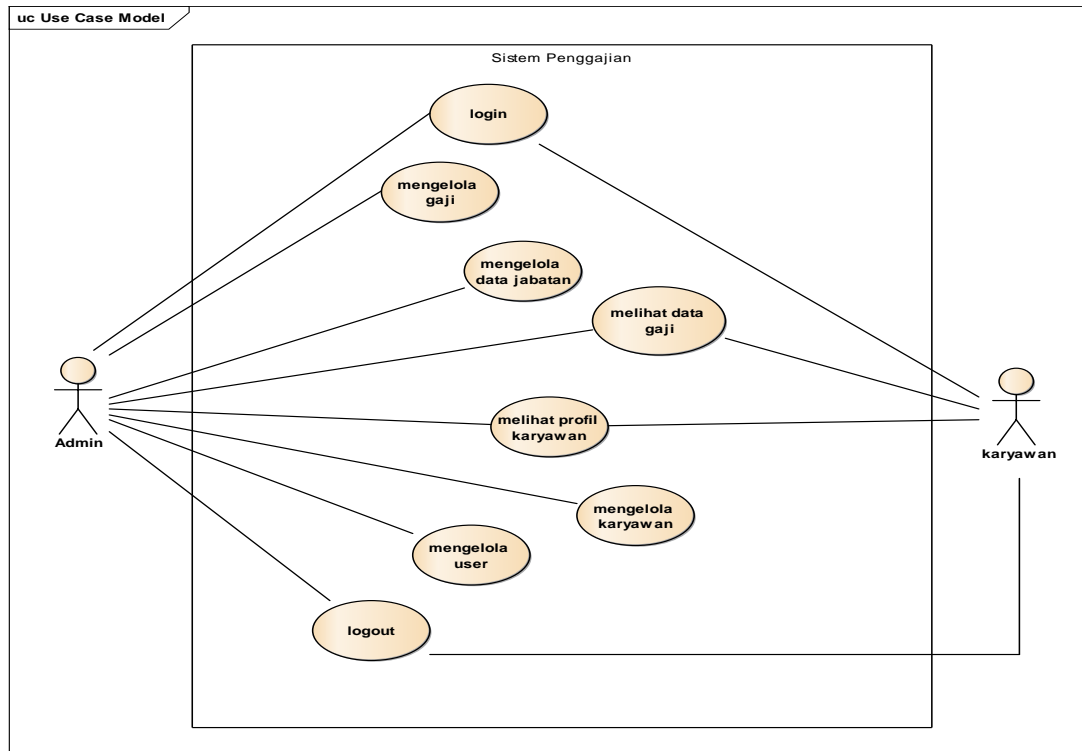 uc Use Case Model
Sistem Penggajian
login
mengelola
gaji
mengelola
data jabatan
melihat data
gaji
melihat profil
karyawan
mengelola
karyawan
mengelola
user
logout
Admin
karyawan